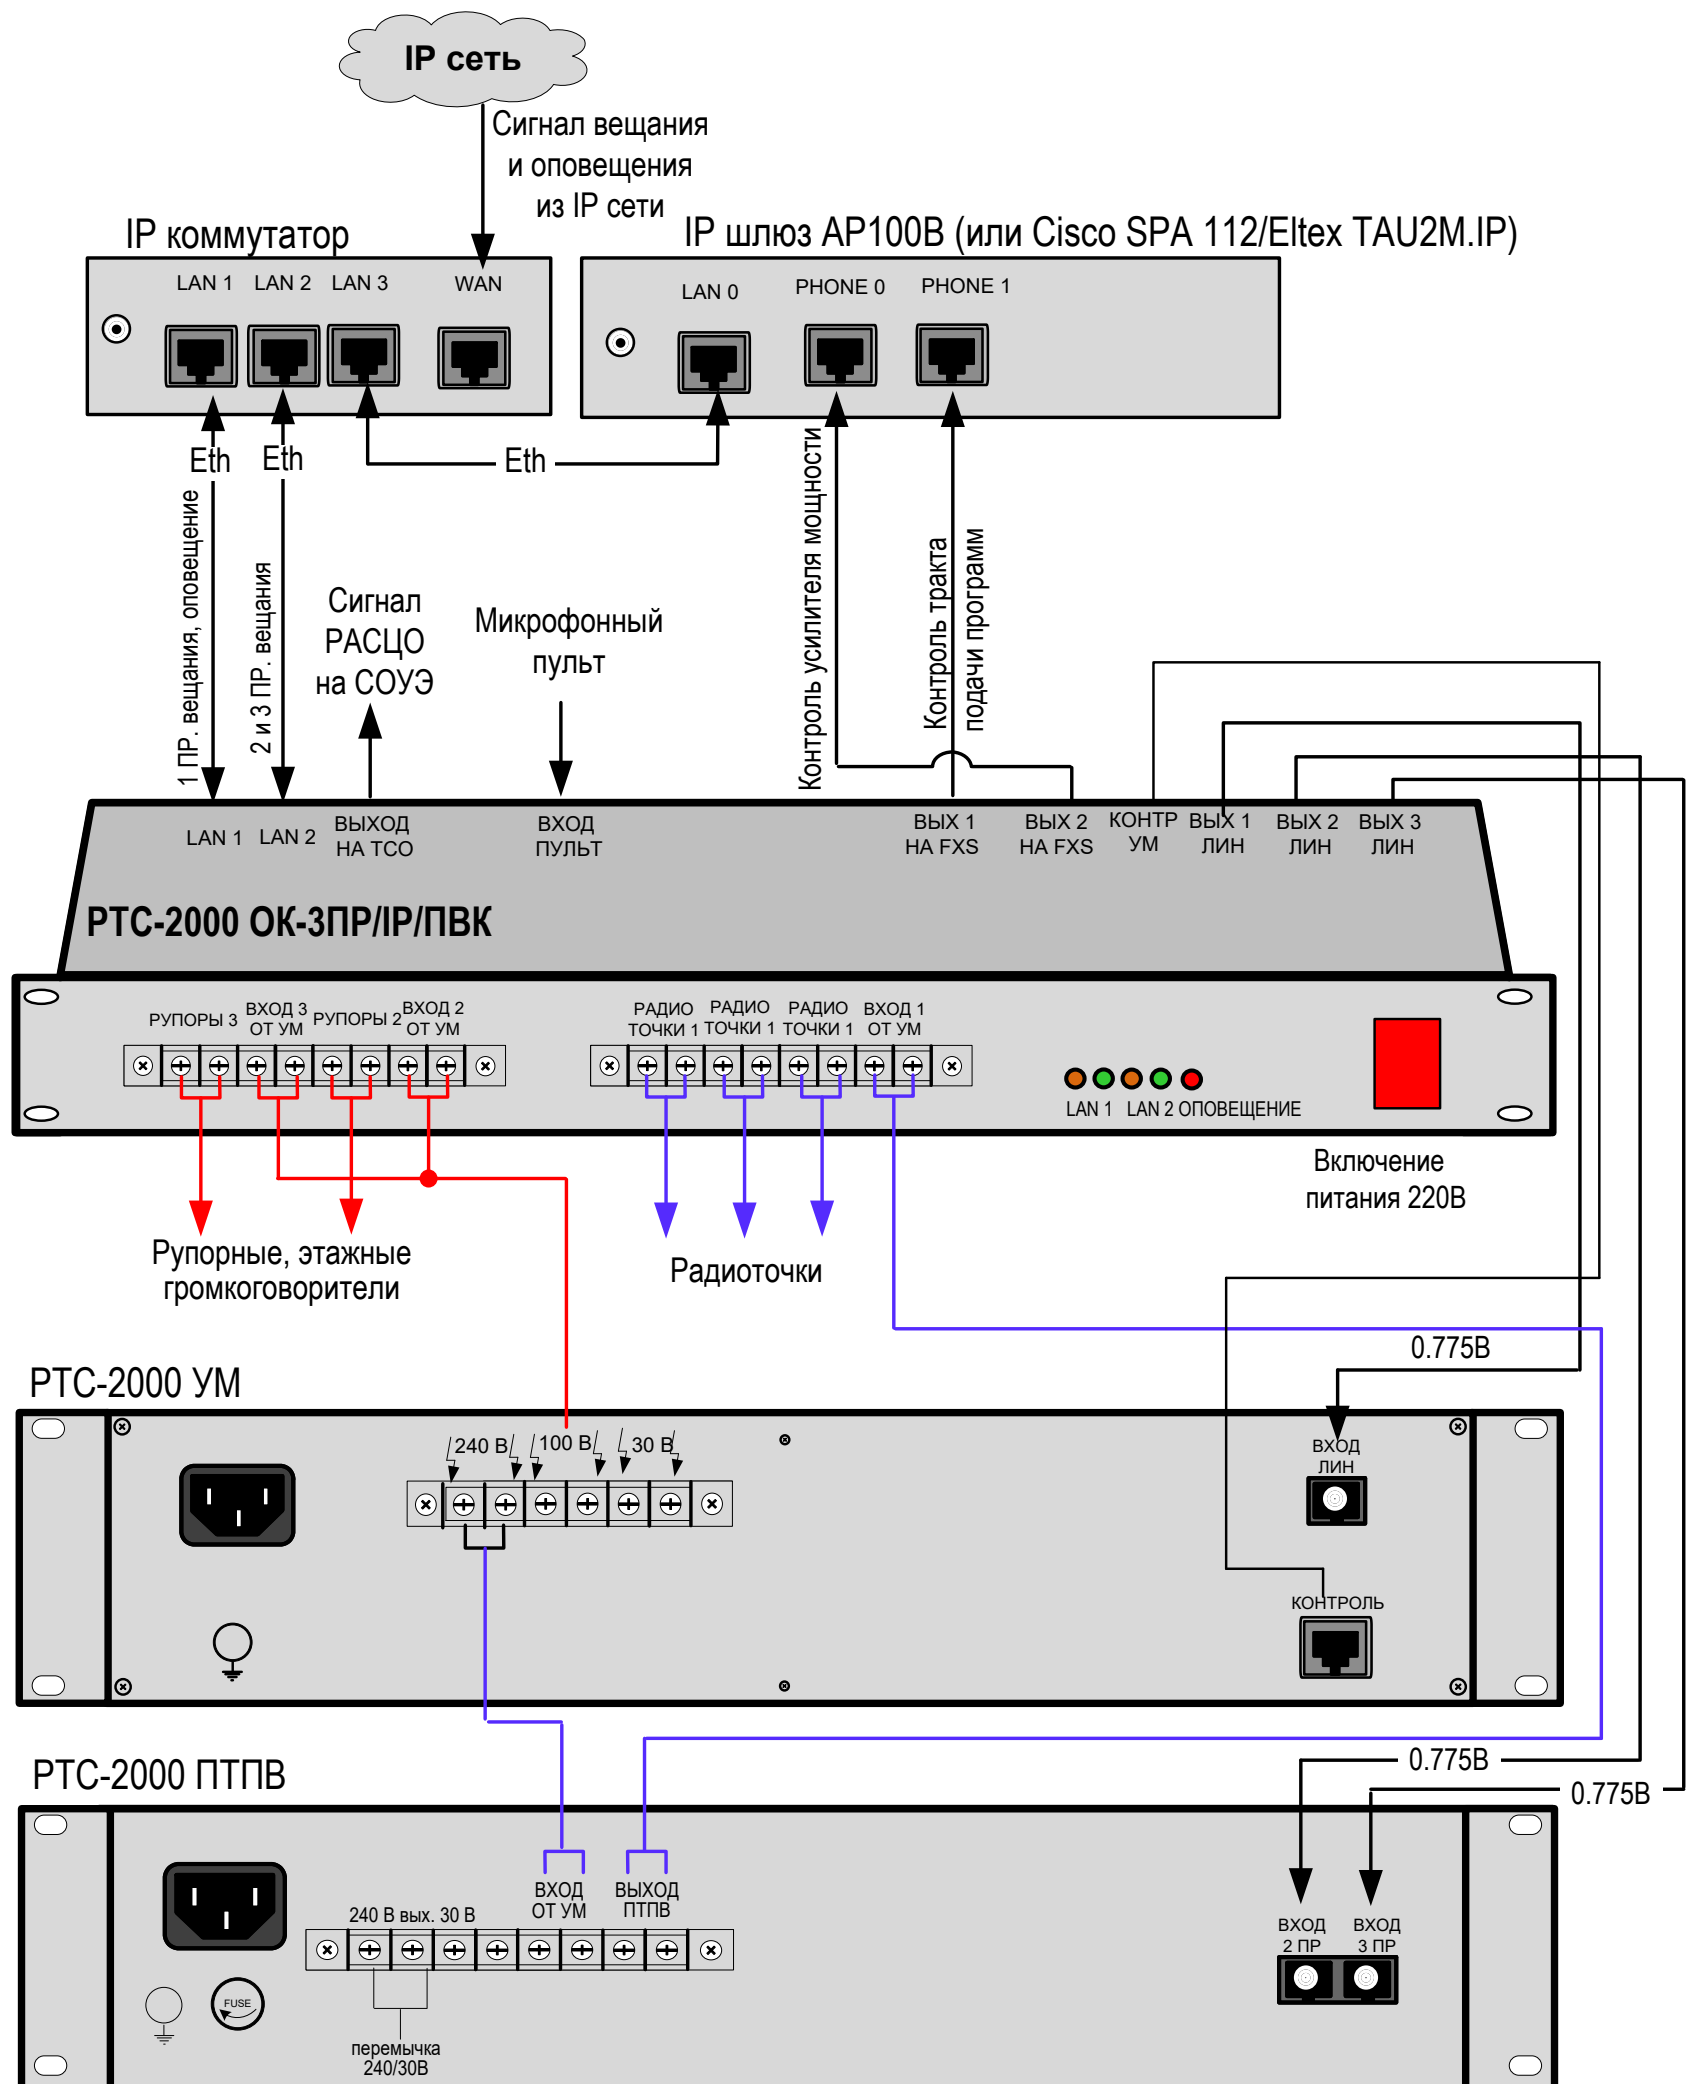 IP сеть
Сигнал вещания
и оповещения
из IP сети
IP коммутатор
IP шлюз AP100B (или Cisco SPA 112/Eltex TAU2M.IP)
LAN 1 LAN 2 LAN 3 WAN
LAN 0 PHONE 0 PHONE 1
Eth Eth Eth
1 ПР. вещания, оповещение
2 и 3 ПР. вещания
Сигнал
РАСЦО
на СОУЭ
Микрофонный
пульт
Контроль усилителя мощности
Контроль тракта
подачи программ
LAN 1 LAN 2
ВЫХОД
НА ТСО
ВХОД
ПУЛЬТ
ВЫХ 1
НА FXS
ВЫХ 2
НА FXS
КОНТР
УМ
ВЫХ 1
ЛИН
ВЫХ 2
ЛИН
ВЫХ 3
ЛИН
РТС-2000 ОК-3ПР/IP/ПВК
РУПОРЫ 3
ВХОД 3
ОТ УМ
РУПОРЫ 2
ВХОД 2
ОТ УМ
РАДИО
ТОЧКИ 1
РАДИО
ТОЧКИ 1
РАДИО
ТОЧКИ 1
ВХОД 1
ОТ УМ
LAN 1 LAN 2 ОПОВЕЩЕНИЕ
Включение
питания 220В
Рупорные, этажные
громкоговорители
Радиоточки
0.775В
РТС-2000 УМ
240 В 100 В 30 В
ВХОД
ЛИН
КОНТРОЛЬ
РТС-2000 ПТПВ
0.775В
0.775В
ВХОД
ОТ УМ
ВЫХОД
ПТПВ
240 В вых. 30 В
ВХОД
2 ПР
ВХОД
3 ПР
FUSE
перемычка
240/30В